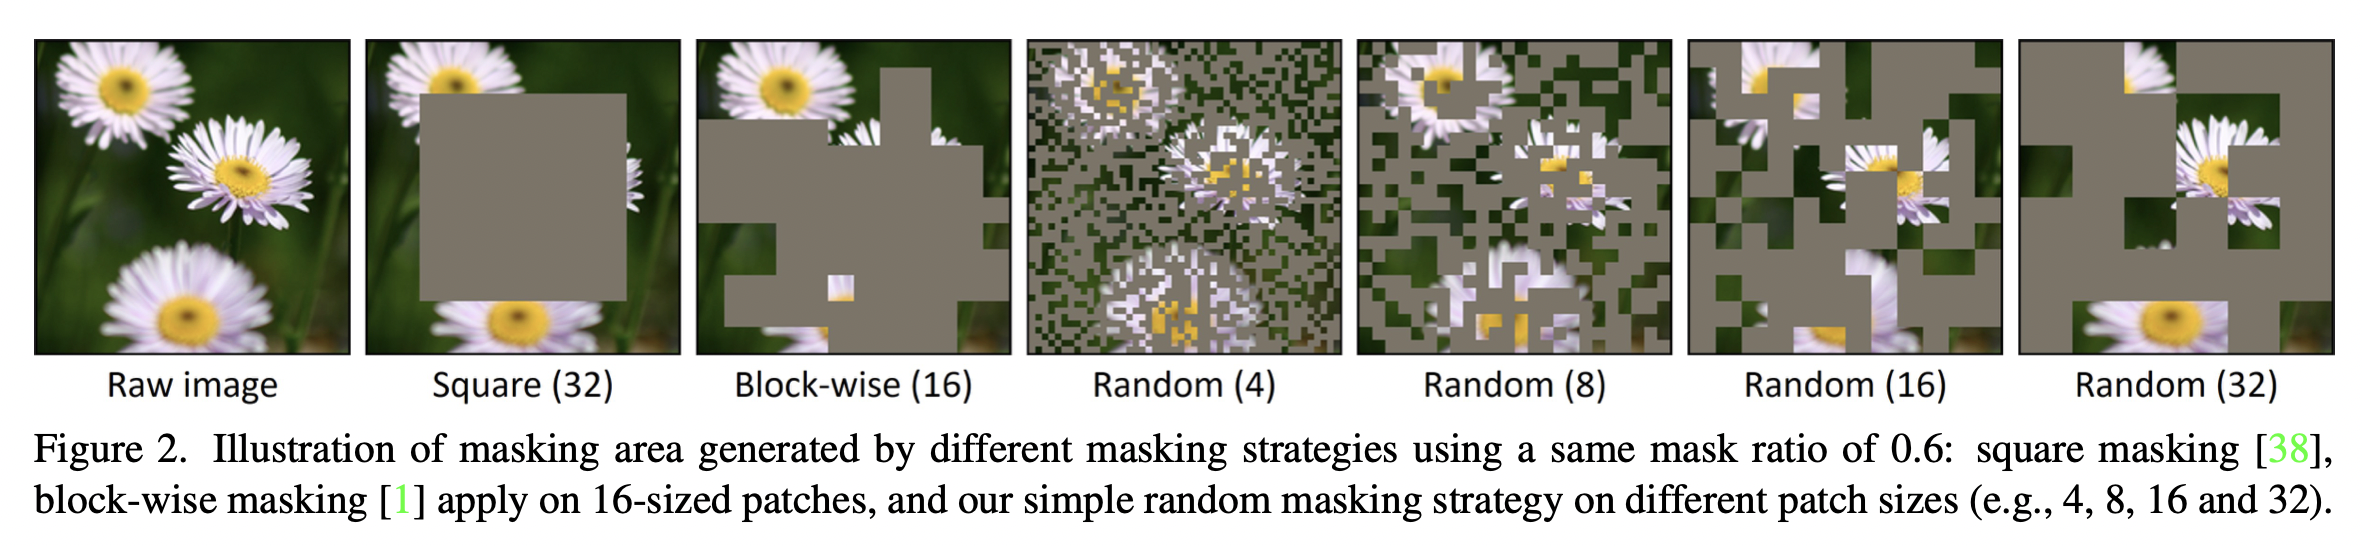 Raw image
Square (32)
Block-wise (16)
Random (4)
Random (8)
Random (16)
Random (32)
Figure 2. Illustration of masking area generated by different masking strategies using a same mask ratio of 0.6: square masking [38],
block-wise masking [1] apply on 16-sized patches, and our simple random masking strategy on different patch sizes (e.g., 4, 8, 16 and 32).